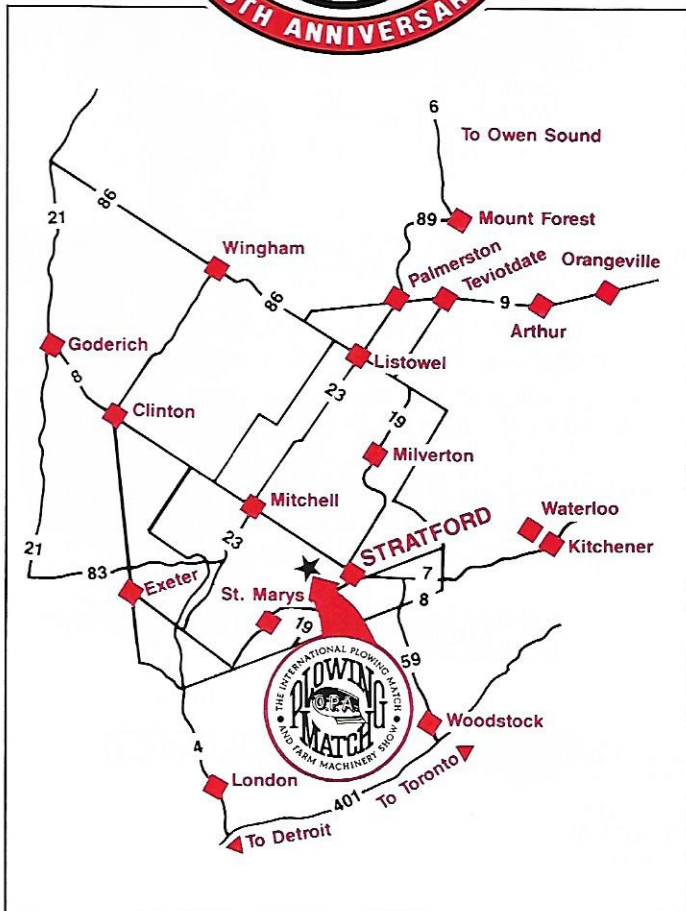 TH ANNIVERSAR
6
To Owen Sound
21
86
89
Mount Forest
Wingham
Palmerston
Teviotdate
Orangeville
86
9
Arthur
Goderich
Listowel
8
23
Clinton
19
Milverton
Mitchell
Waterloo
STRATFORD
Kitchener
23
21
83
7
Exeter
St. Marys
8
19
59
THE INTERNATIONAL PLOWING MATCH
PLOWING
O.P.A.
MATCH
AND FARM MACHINERY SHOW
Woodstock
4
London
To Toronto
401
To Detroit